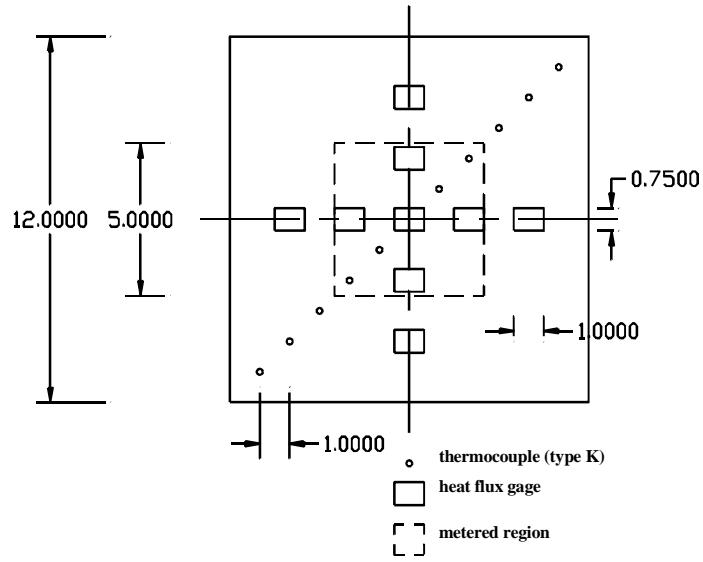 0.7500
12.0000
5.0000
1.0000
1.0000
thermocouple (type K)
heat flux gage
metered region